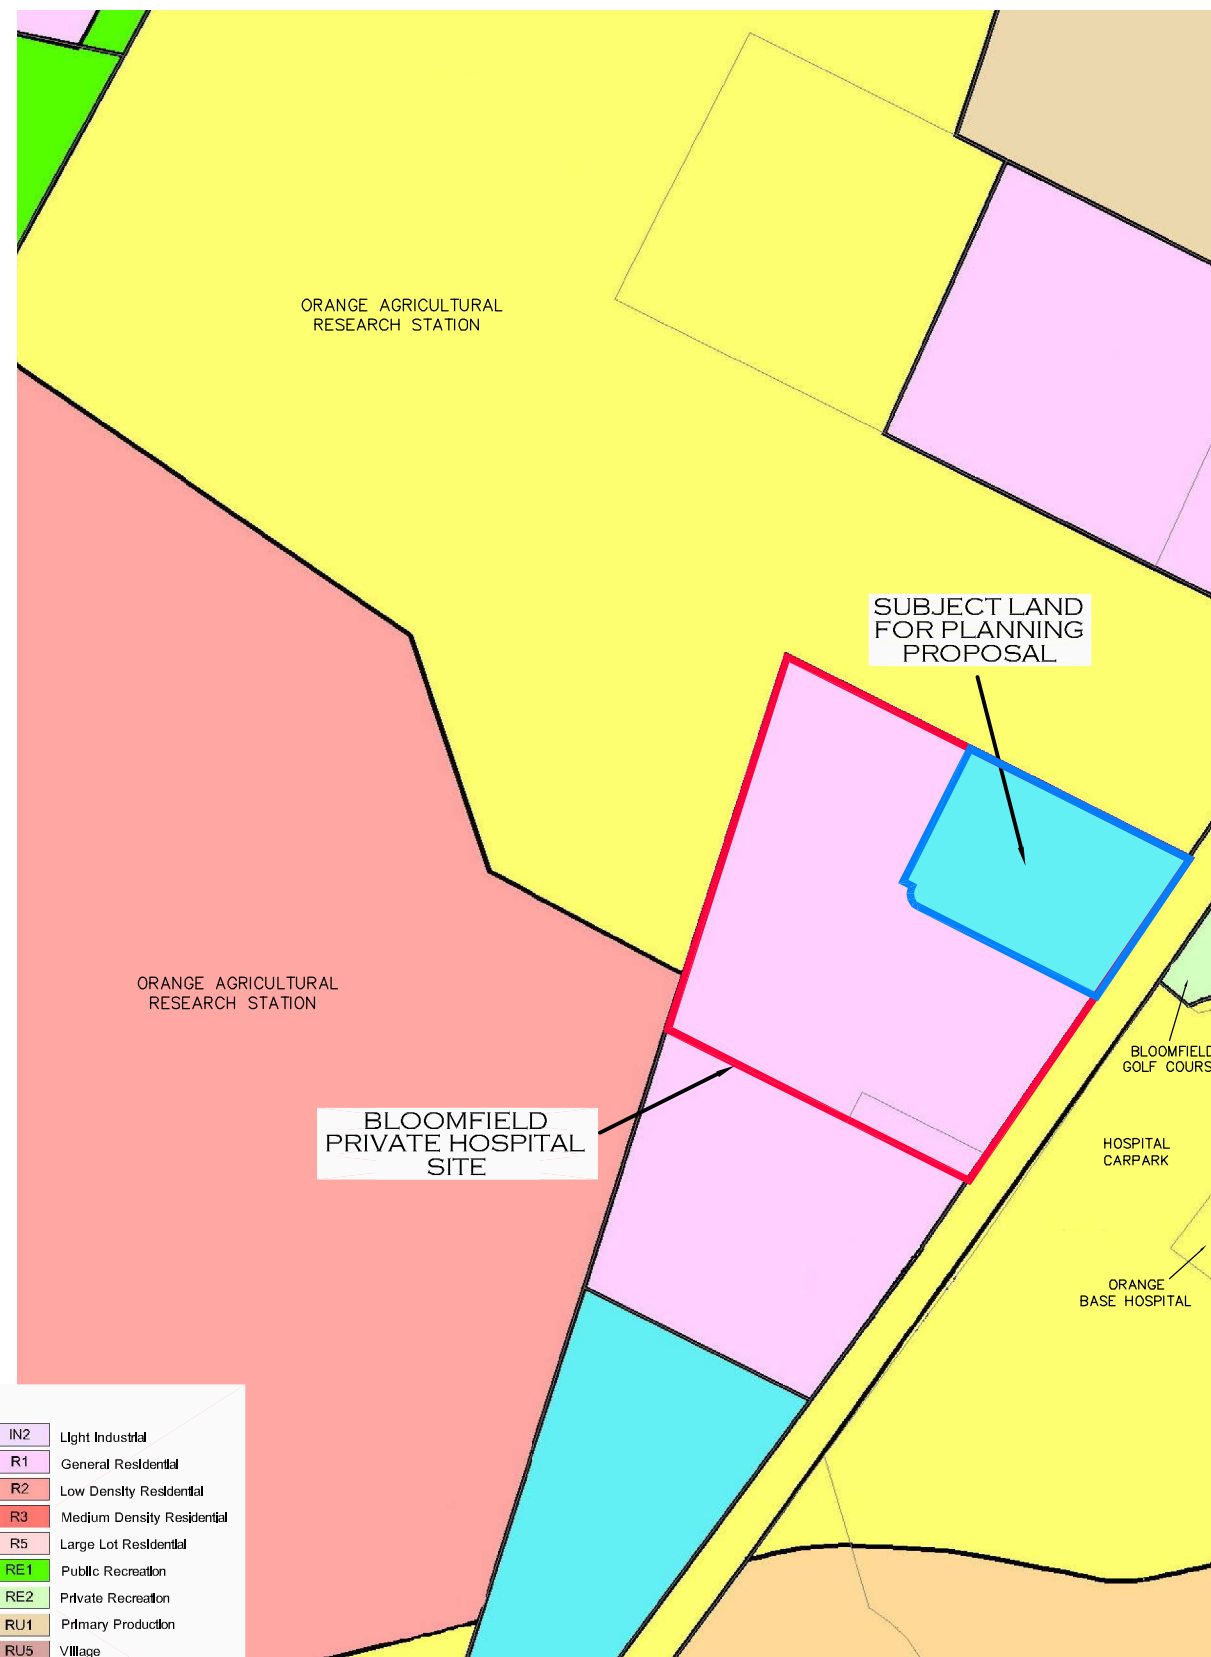 ORANGE AGRICULTURAL
RESEARCH STATION
SUBJECT LAND
FOR PLANNING
PROPOSAL
ORANGE AGRICULTURAL
RESEARCH STATION
BLOOMFIELD
GOLF COURS
BLOOMFIELD
PRIVATE HOSPITAL
SITE
HOSPITAL
CARPARK
ORANGE
BASE HOSPITAL
IN2 Light Industrial
R1 General Residential
R2 Low Density Residential
R3 Medium Density Residential
R5 Large Lot Residential
RE1 Public Recreation
RE2 Private Recreation
RU1 Primary Production
RU5 Village